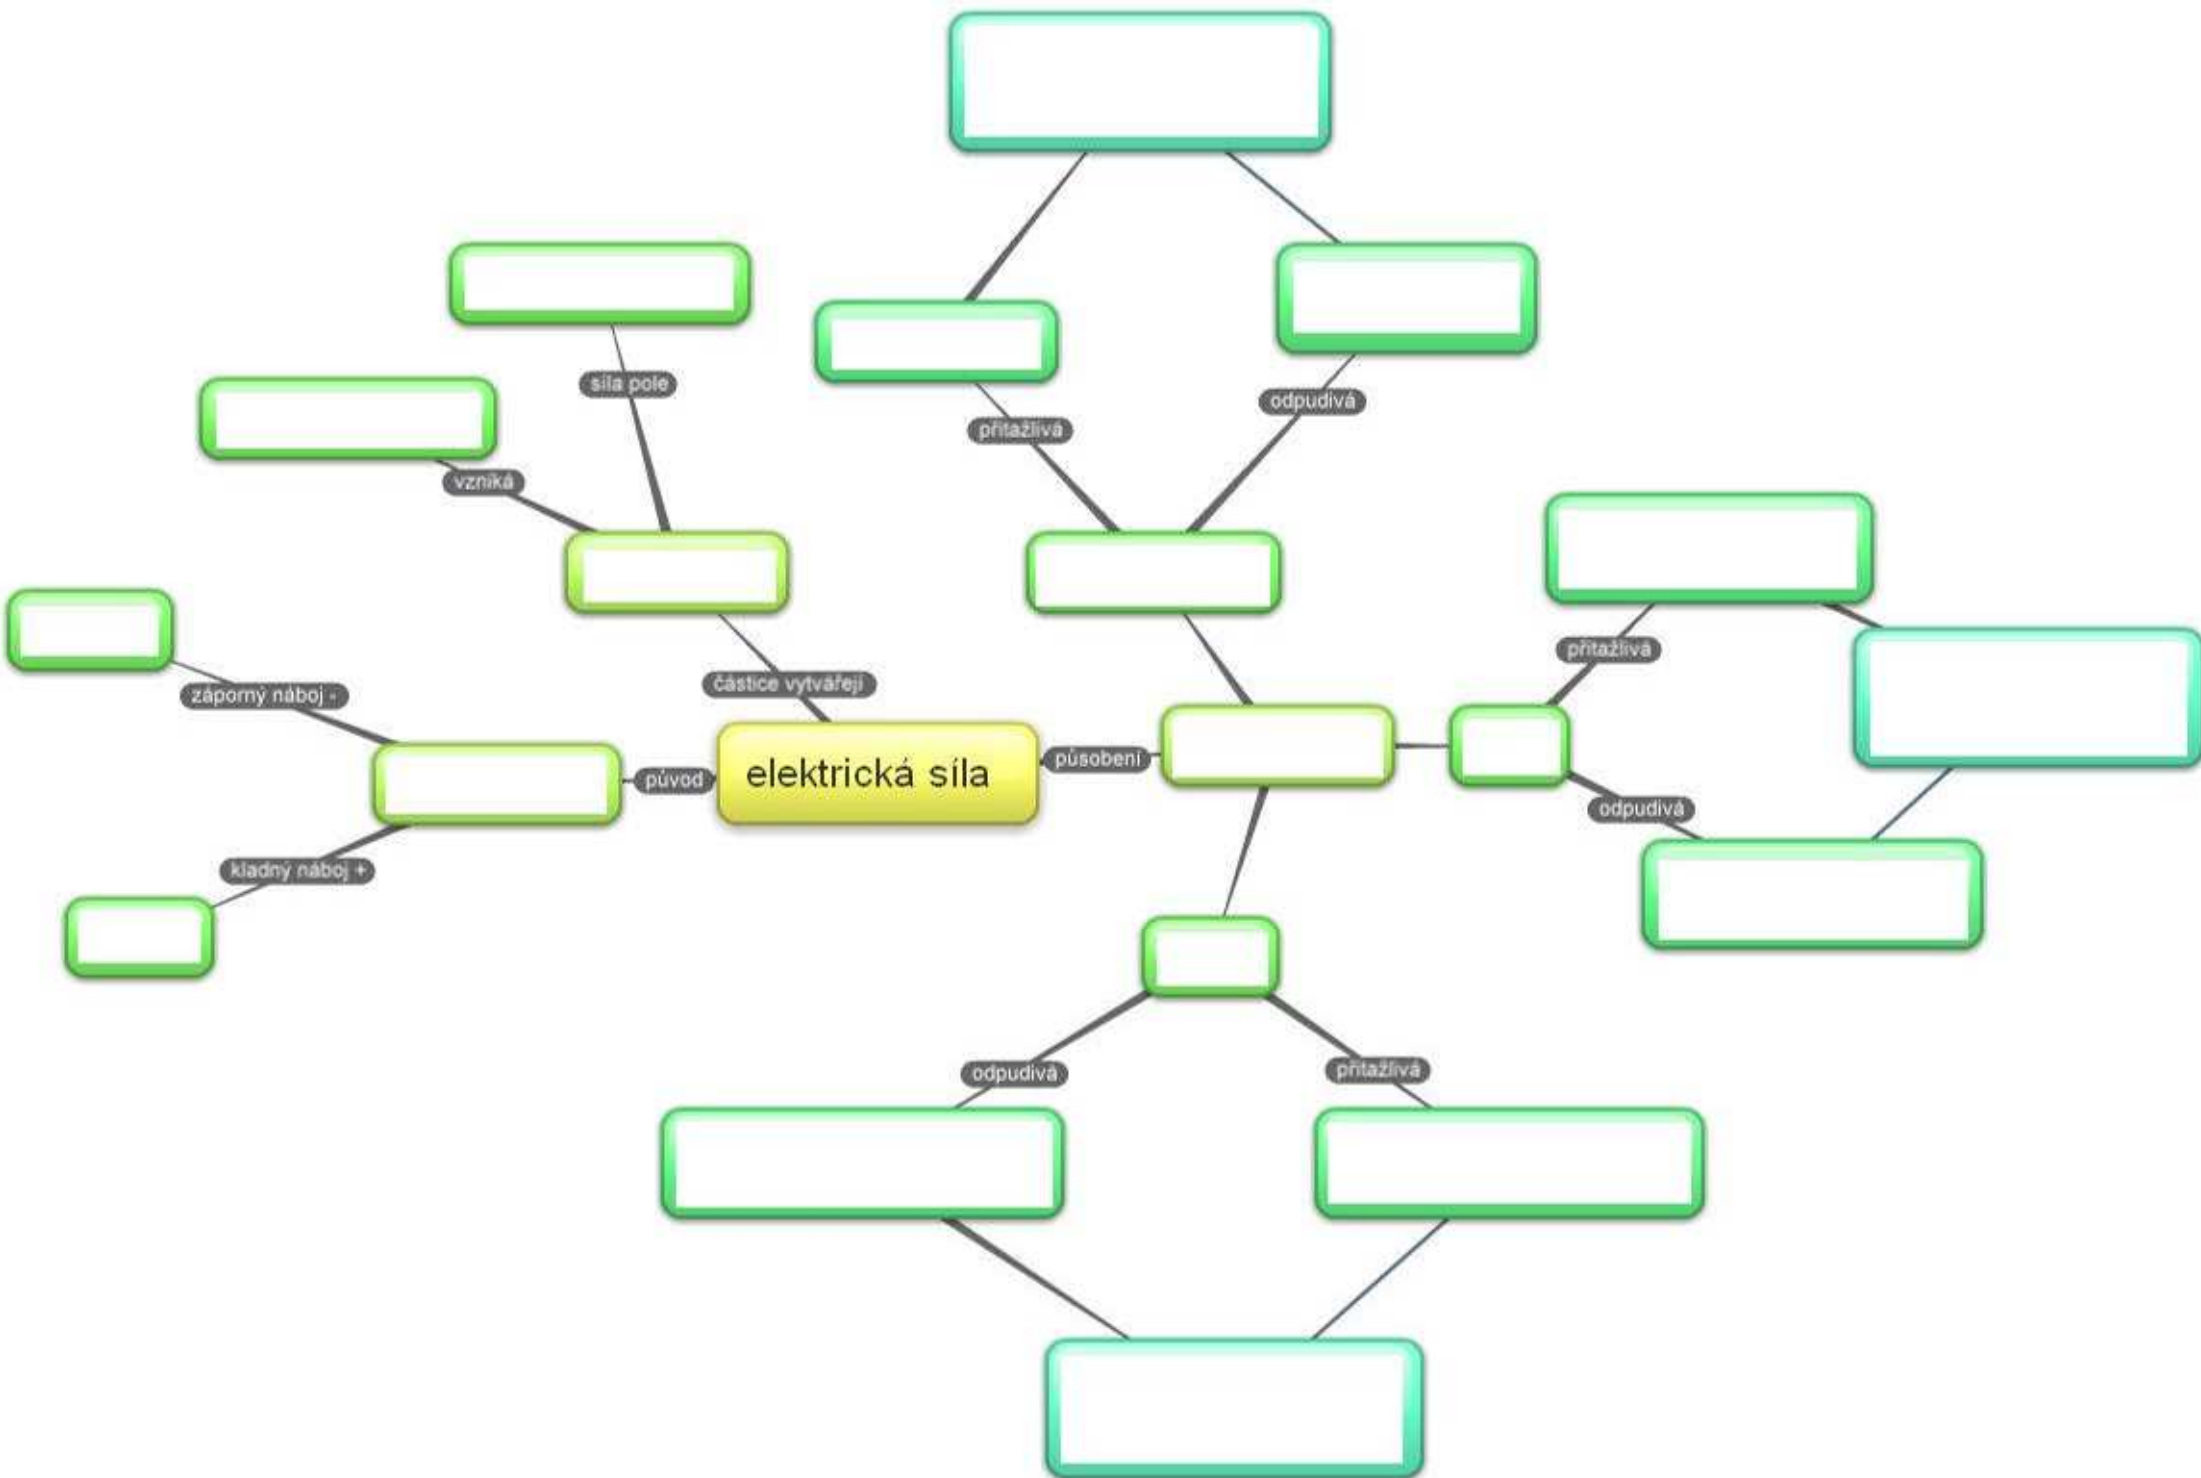 síla pole
odpudivá
přitažlivá
vzniká
přitažlivá
částice vytvářejí
záporný náboj -
působení
elektrická síla
původ
odpudivá
kladný náboj +
přitažlivá
odpudivá